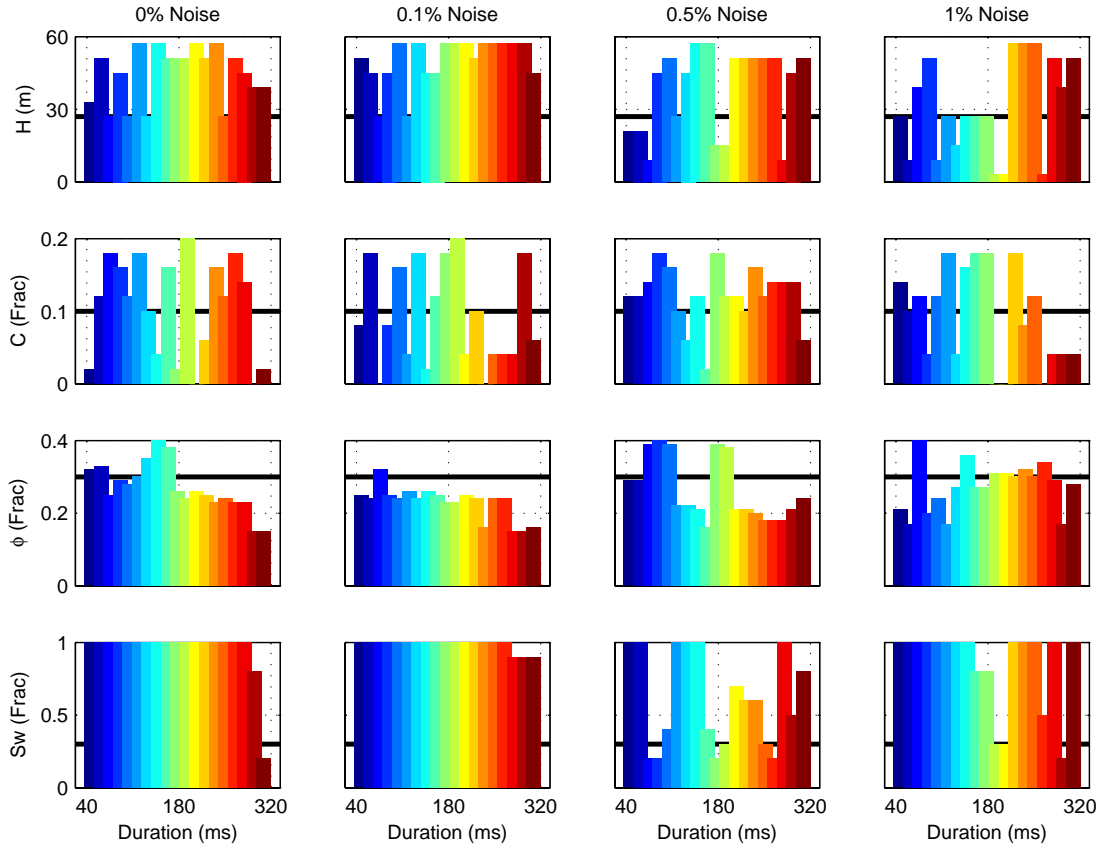 0% Noise 0.1% Noise 0.5% Noise 1% Noise
60
30
0
H (m)
0.2
0.1
0
C (Frac)
0.4
0.2
0
ϕ (Frac)
1
0.5
0
Sw (Frac)
40 180 320 40 180 320 40 180 320 40 180 320
Duration (ms) Duration (ms) Duration (ms) Duration (ms)